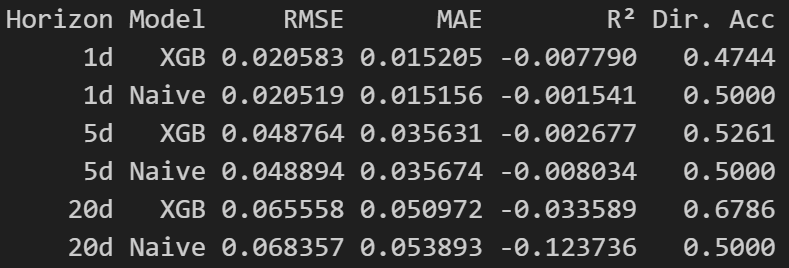 Horizon Model RMSE MAE R² Dir. Acc
1d XGB 0.020583 0.015205 -0.007790 0.4744
1d Naive 0.020519 0.015156 -0.001541 0.5000
5d XGB 0.048764 0.035631 -0.002677 0.5261
5d Naive 0.048894 0.035674 -0.008034 0.5000
20d XGB 0.065558 0.050972 -0.033589 0.6786
20d Naive 0.068357 0.053893 -0.123736 0.5000